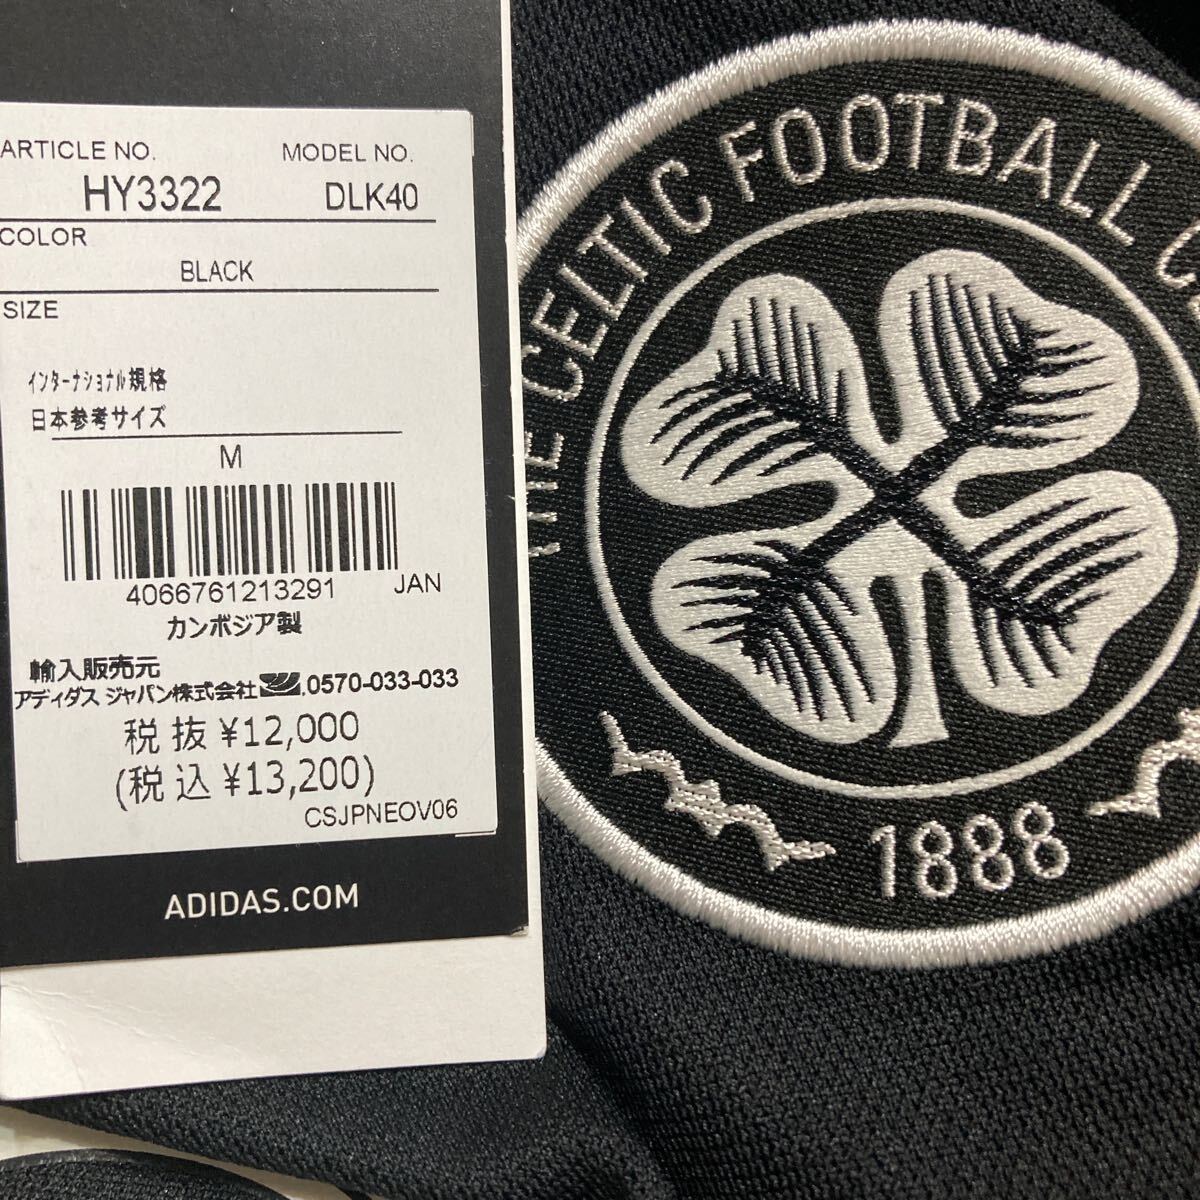 ARTICLE NO. MODEL NO.
HY3322 DLK40
COLOR
BLACK
SIZE
インターナショナル規格
日本参考サイズ
M
4066761213291 JAN
カンボジア製
輸入販売元
アディダス ジャパン株式会社 0570-033-033
税 抜 ¥12,000
(税 込 ¥13,200)
CSJPNEOV06
ADIDAS.COM
THE CELTIC FOOTBALL
1888